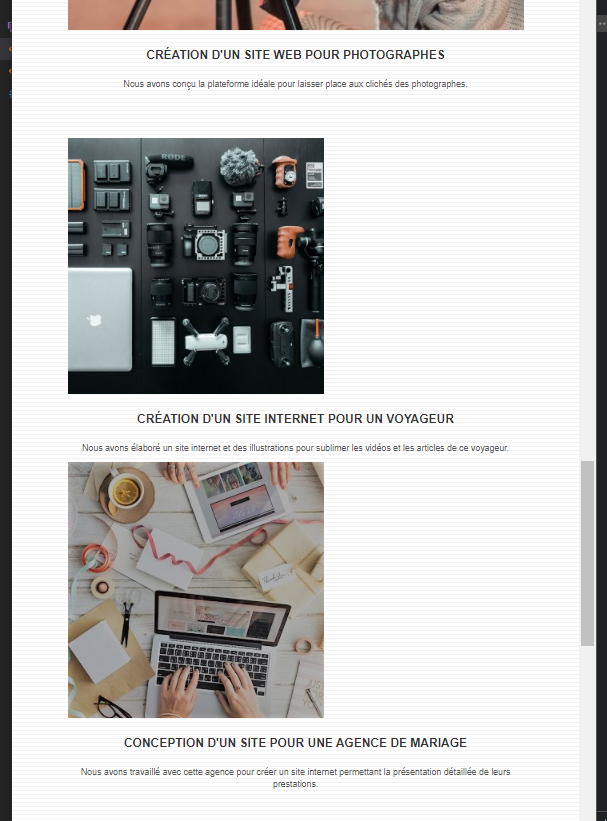 CRÉATION D'UN SITE WEB POUR PHOTOGRAPHES
Nous avons conçu la plateforme idéale pour laisser place aux clichés des photographes.
RODE
CRÉATION D'UN SITE INTERNET POUR UN VOYAGEUR
Nous avons élaboré un site internet et des illustrations pour sublimer les vidéos et les articles de ce voyageur.
CONCEPTION D'UN SITE POUR UNE AGENCE DE MARIAGE
Nous avons travaillé avec cette agence pour créer un site internet permettant la présentation détaillée de leurs
prestations.